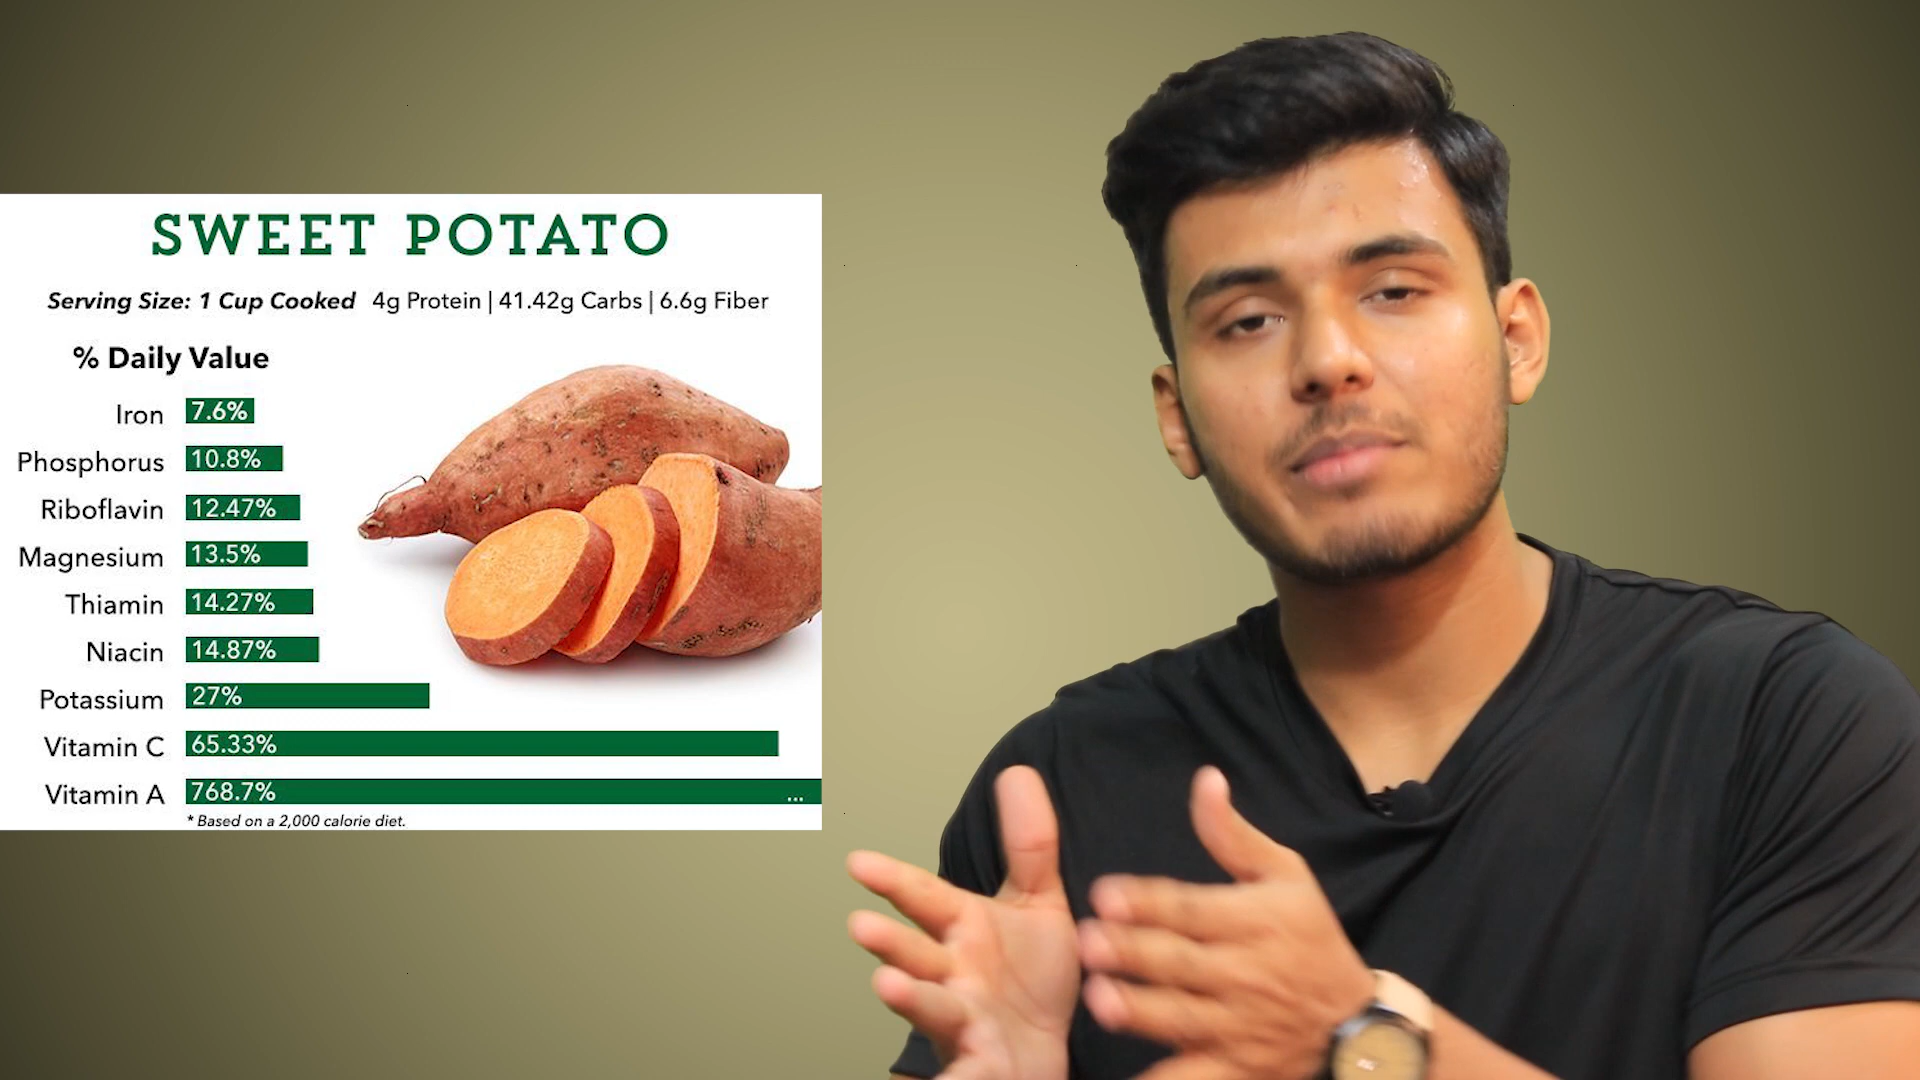 SWEET POTATO
Serving Size: 1 Cup Cooked 4g Protein | 41.42g Carbs | 6.6g Fiber
% Daily Value
Iron 7.6%
Phosphorus 10.8%
Riboflavin 12.47%
Magnesium 13.5%
Thiamin 14.27%
Niacin 14.87%
Potassium 27%
Vitamin C 65.33%
Vitamin A 768.7% ...
* Based on a 2,000 calorie diet.